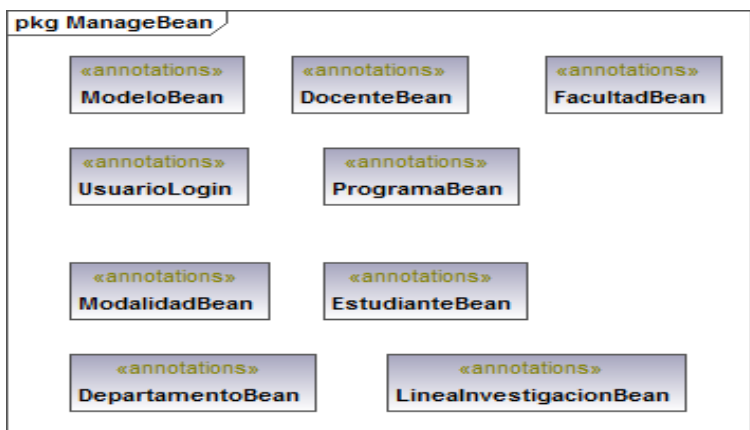 pkg ManageBean
«annotations»
ModeloBean
«annotations»
DocenteBean
«annotations»
FacultadBean
«annotations»
UsuarioLogin
«annotations»
ProgramaBean
«annotations»
ModalidadBean
«annotations»
EstudianteBean
«annotations»
DepartamentoBean
«annotations»
LineaInvestigacionBean